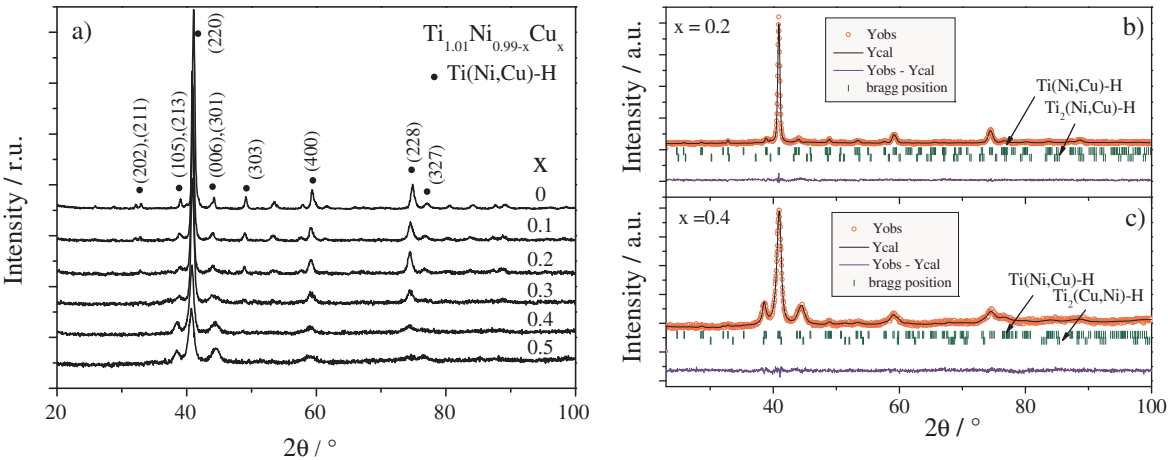 a)
Ti1.01Ni0.99-xCux
● Ti(Ni,Cu)-H
(202),(211)
(105),(213)
(220)
(006),(301)
(303)
(400)
(228)
(327)
x
0
0.1
0.2
0.3
0.4
0.5
Intensity / r.u.
20 40 60 80 100
2θ / °
b)
x = 0.2
Yobs
Ycal
Yobs - Ycal
bragg position
Ti(Ni,Cu)-H
Ti2(Ni,Cu)-H
Intensity / a.u.
c)
x =0.4
Yobs
Ycal
Yobs - Ycal
bragg position
Ti(Ni,Cu)-H
Ti2(Cu,Ni)-H
Intensity / a.u.
40 60 80 100
2θ / °